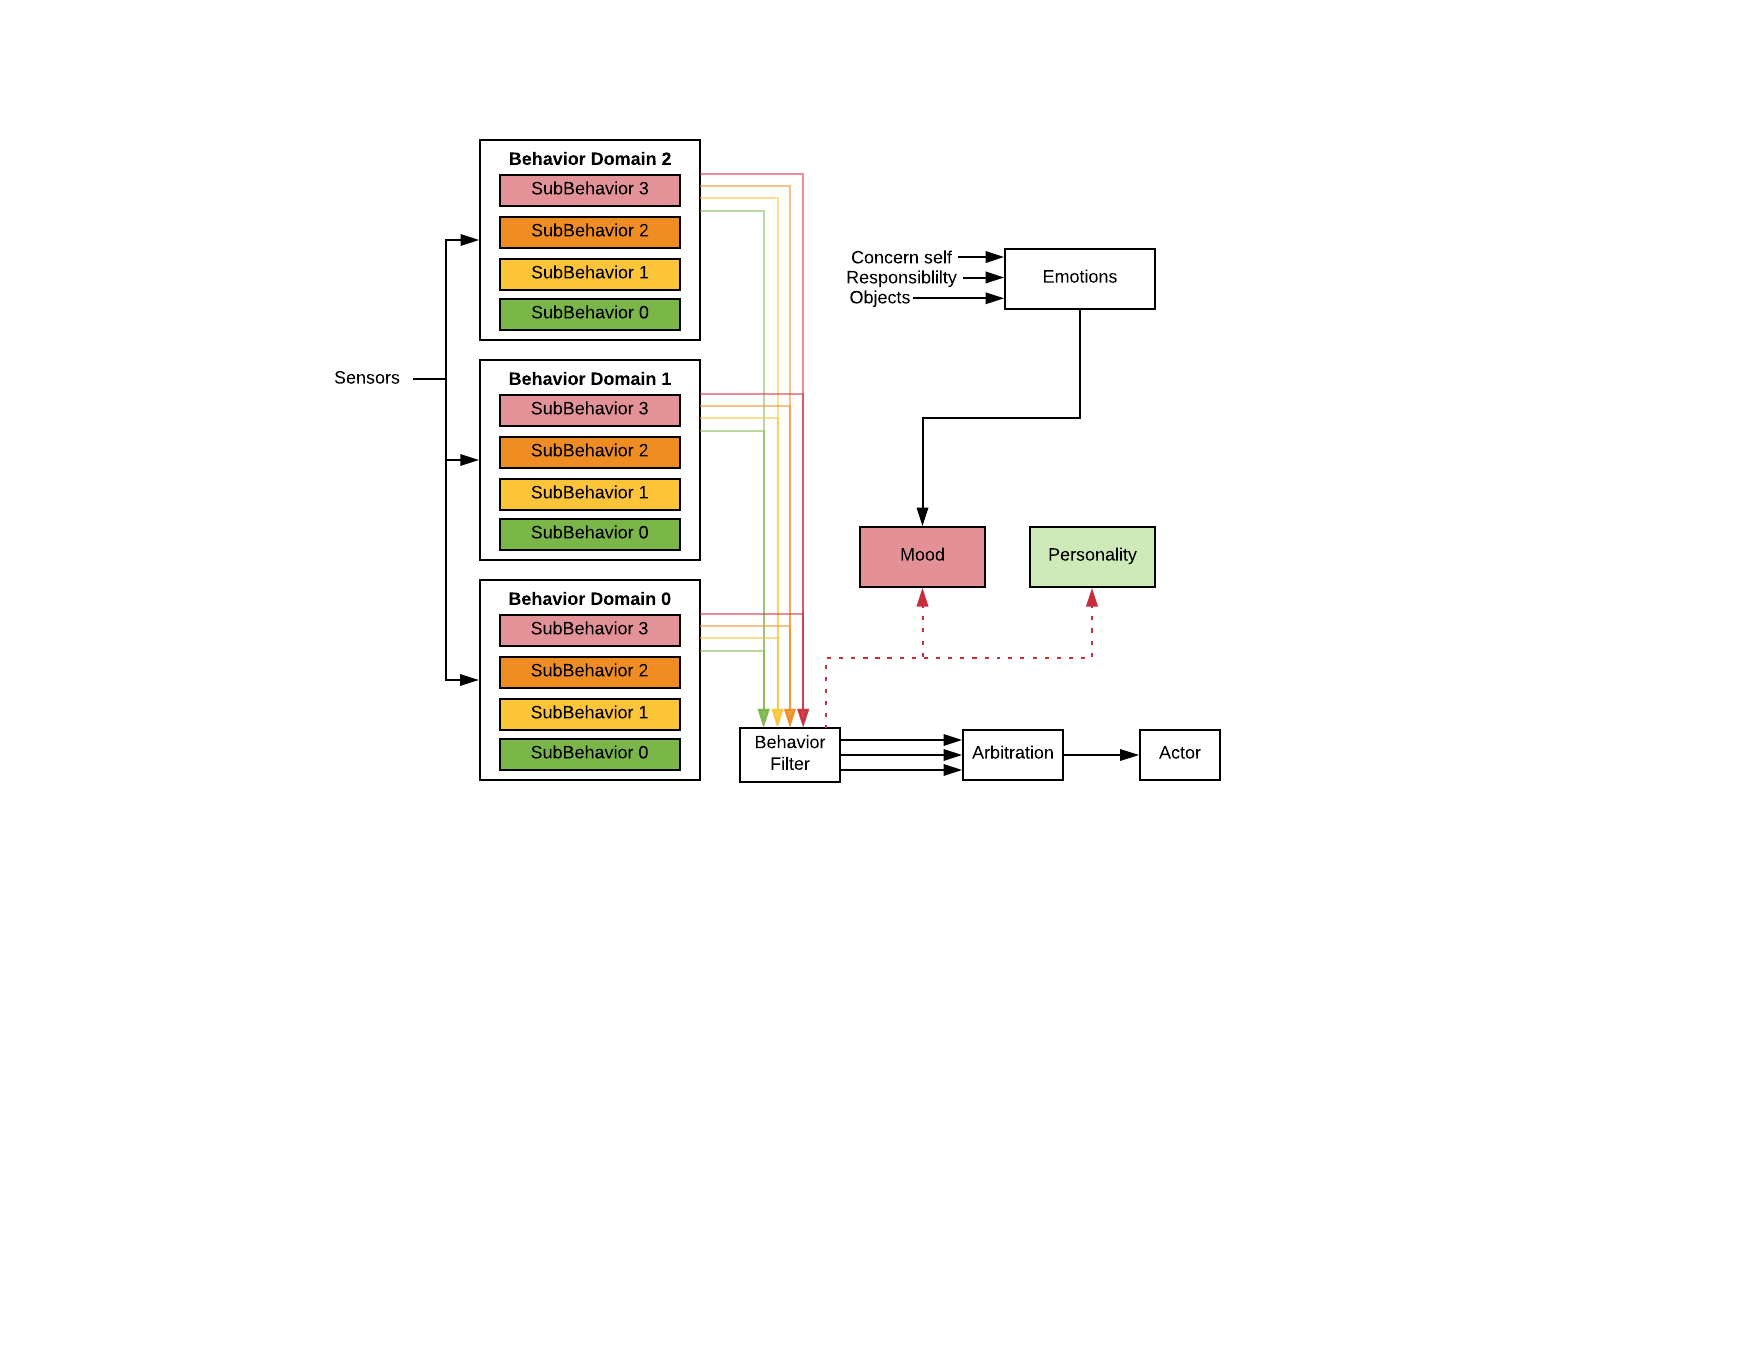 Behavior Domain 2
SubBehavior 3
SubBehavior 2
SubBehavior 1
SubBehavior 0
Sensors
Behavior Domain 1
SubBehavior 3
SubBehavior 2
SubBehavior 1
SubBehavior 0
Behavior Domain 0
SubBehavior 3
SubBehavior 2
SubBehavior 1
SubBehavior 0
Concern self
Responsiblilty
Objects
Emotions
Mood
Personality
Behavior
Filter
Arbitration
Actor